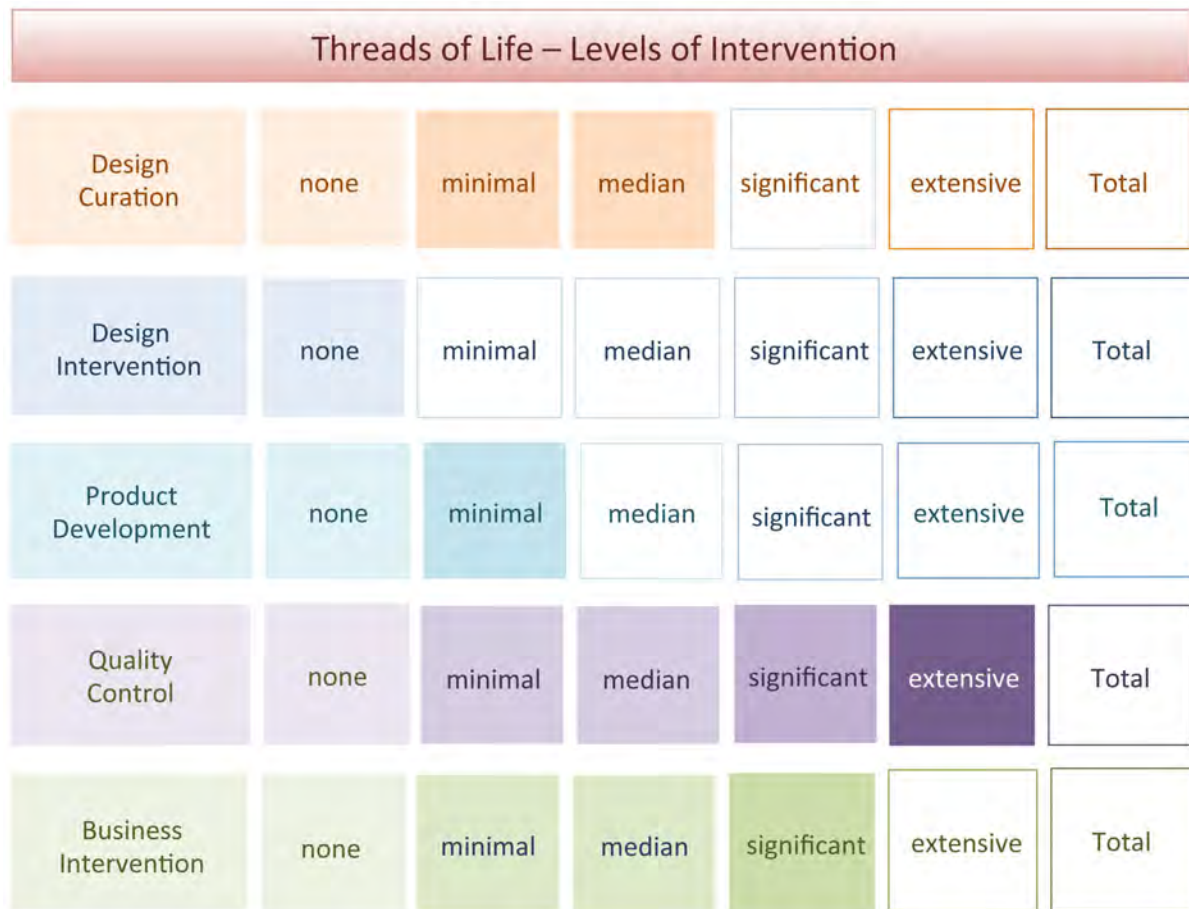 Threads of Life – Levels of Intervention
Design
Curation
none
minimal
median
significant
extensive
Total
Design
Intervention
none
minimal
median
significant
extensive
Total
Product
Development
none
minimal
median
significant
extensive
Total
Quality
Control
none
minimal
median
significant
extensive
Total
Business
Intervention
none
minimal
median
significant
extensive
Total